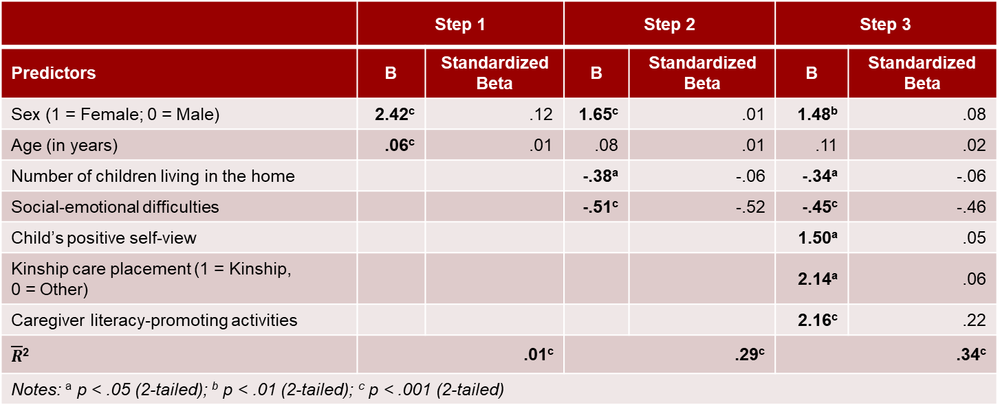 Step 1 Step 2 Step 3
Predictors B Standardized Beta B Standardized Beta B Standardized Beta
Sex (1 = Female; 0 = Male) 2.42ᶜ .12 1.65ᶜ .01 1.48ᵇ .08
Age (in years) .06ᶜ .01 .08 .01 .11 .02
Number of children living in the home -.38ᵃ -.06 -.34ᵃ -.06
Social-emotional difficulties -.51ᶜ -.52 -.45ᶜ -.46
Child’s positive self-view 1.50ᵃ .05
Kinship care placement (1 = Kinship,
0 = Other) 2.14ᵃ .06
Caregiver literacy-promoting activities 2.16ᶜ .22
R̅² .01ᶜ .29ᶜ .34ᶜ
Notes: ᵃ p < .05 (2-tailed); ᵇ p < .01 (2-tailed); ᶜ p < .001 (2-tailed)